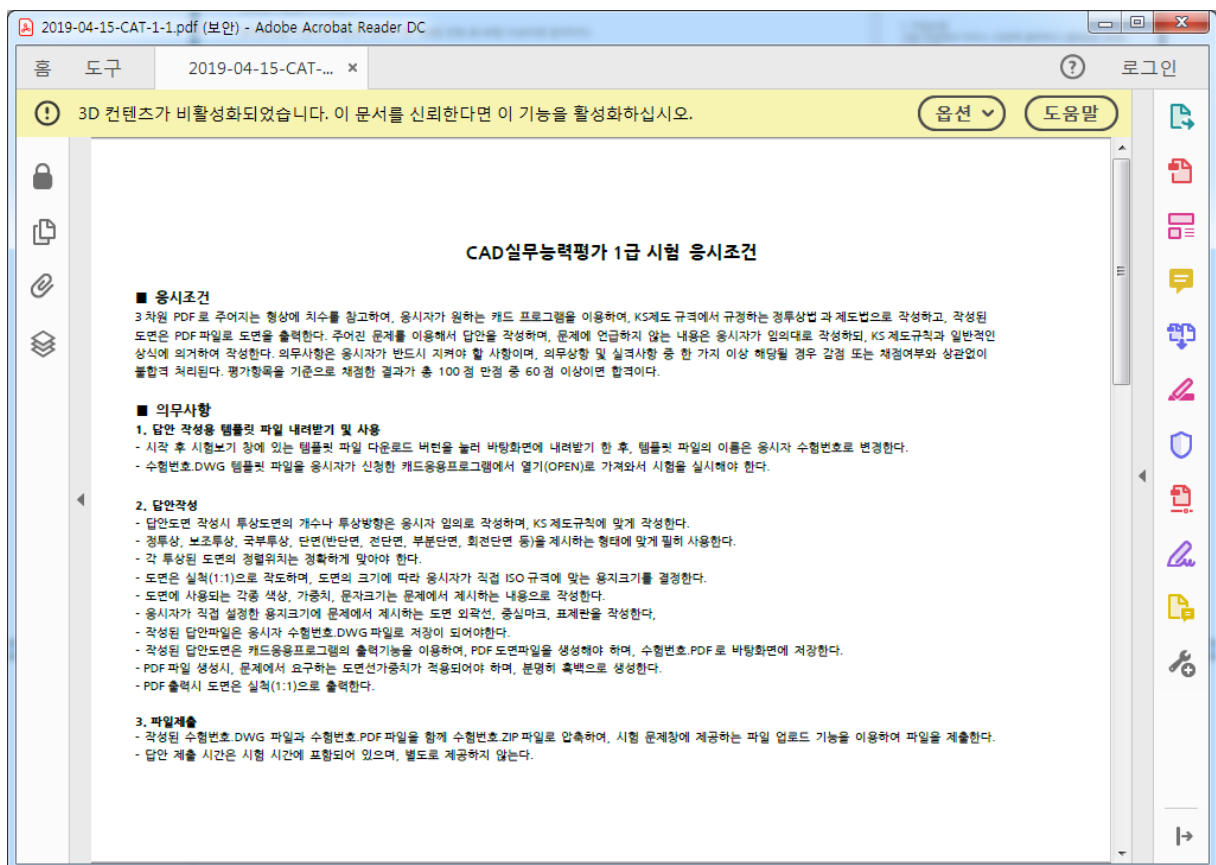 2019-04-15-CAT-1-1.pdf (보안) - Adobe Acrobat Reader DC
홈 도구 2019-04-15-CAT-... × ? 로그인
3D 컨텐츠가 비활성화되었습니다. 이 문서를 신뢰한다면 이 기능을 활성화하십시오. 옵션 도움말
CAD실무능력평가 1급 시험 응시조건
■ 응시조건
3차원 PDF로 주어지는 형상에 치수를 참고하여, 응시자가 원하는 캐드 프로그램을 이용하여, KS제도 규격에서 규정하는 정투상법 과 제도법으로 작성하고, 작성된
도면은 PDF파일로 도면을 출력한다. 주어진 문제를 이용해서 답안을 작성하며, 문제에 언급하지 않는 내용은 응시자가 임의대로 작성하되, KS 제도규칙과 일반적인
상식에 의거하여 작성한다. 의무사항은 응시자가 반드시 지켜야 할 사항이며, 의무상항 및 실격사항 중 한 가지 이상 해당될 경우 감점 또는 채점여부와 상관없이
불합격 처리된다. 평가항목을 기준으로 채점한 결과가 총 100점 만점 중 60점 이상이면 합격이다.
■ 의무사항
1. 답안 작성용 템플릿 파일 내려받기 및 사용
- 시작 후 시험보기 창에 있는 템플릿 파일 다운로드 버턴을 눌러 바탕화면에 내려받기 한 후, 템플릿 파일의 이름은 응시자 수험번호로 변경한다.
- 수험번호.DWG 템플릿 파일을 응시자가 신청한 캐드응용프로그램에서 열기(OPEN)로 가져와서 시험을 실시해야 한다.
2. 답안작성
- 답안도면 작성시 투상도면의 개수나 투상방향은 응시자 임의로 작성하며, KS 제도규칙에 맞게 작성한다.
- 정투상, 보조투상, 국부투상, 단면(반단면, 전단면, 부분단면, 회전단면 등)을 제시하는 형태에 맞게 필히 사용한다.
- 각 투상된 도면의 정렬위치는 정확하게 맞아야 한다.
- 도면은 실척(1:1)으로 작도하며, 도면의 크기에 따라 응시자가 직접 ISO 규격에 맞는 용지크기를 결정한다.
- 도면에 사용되는 각종 색상, 가중치, 문자크기는 문제에서 제시하는 내용으로 작성한다.
- 응시자가 직접 설정한 용지크기에 문제에서 제시하는 도면 외곽선, 중심마크, 표제란을 작성한다,
- 작성된 답안파일은 응시자 수험번호.DWG 파일로 저장이 되어야한다.
- 작성된 답안도면은 캐드응용프로그램의 출력기능을 이용하여, PDF 도면파일을 생성해야 하며, 수험번호.PDF로 바탕화면에 저장한다.
- PDF 파일 생성시, 문제에서 요구하는 도면선가중치가 적용되어야 하며, 분명히 흑백으로 생성한다.
- PDF 출력시 도면은 실척(1:1)으로 출력한다.
3. 파일제출
- 작성된 수험번호.DWG 파일과 수험번호.PDF 파일을 함께 수험번호.ZIP 파일로 압축하여, 시험 문제창에 제공하는 파일 업로드 기능을 이용하여 파일을 제출한다.
- 답안 제출 시간은 시험 시간에 포함되어 있으며, 별도로 제공하지 않는다.